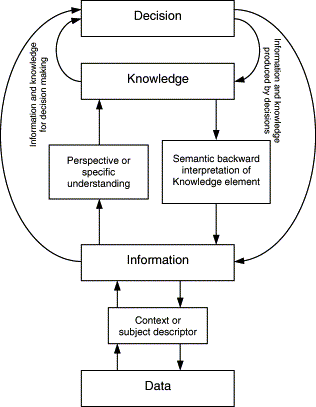 Decision
Information and knowledge
for decision making
Information and knowledge
produced by decisions
Knowledge
Perspective or
specific
understanding
Semantic backward
interpretation of
Knowledge element
Information
Context or
subject descriptor
Data